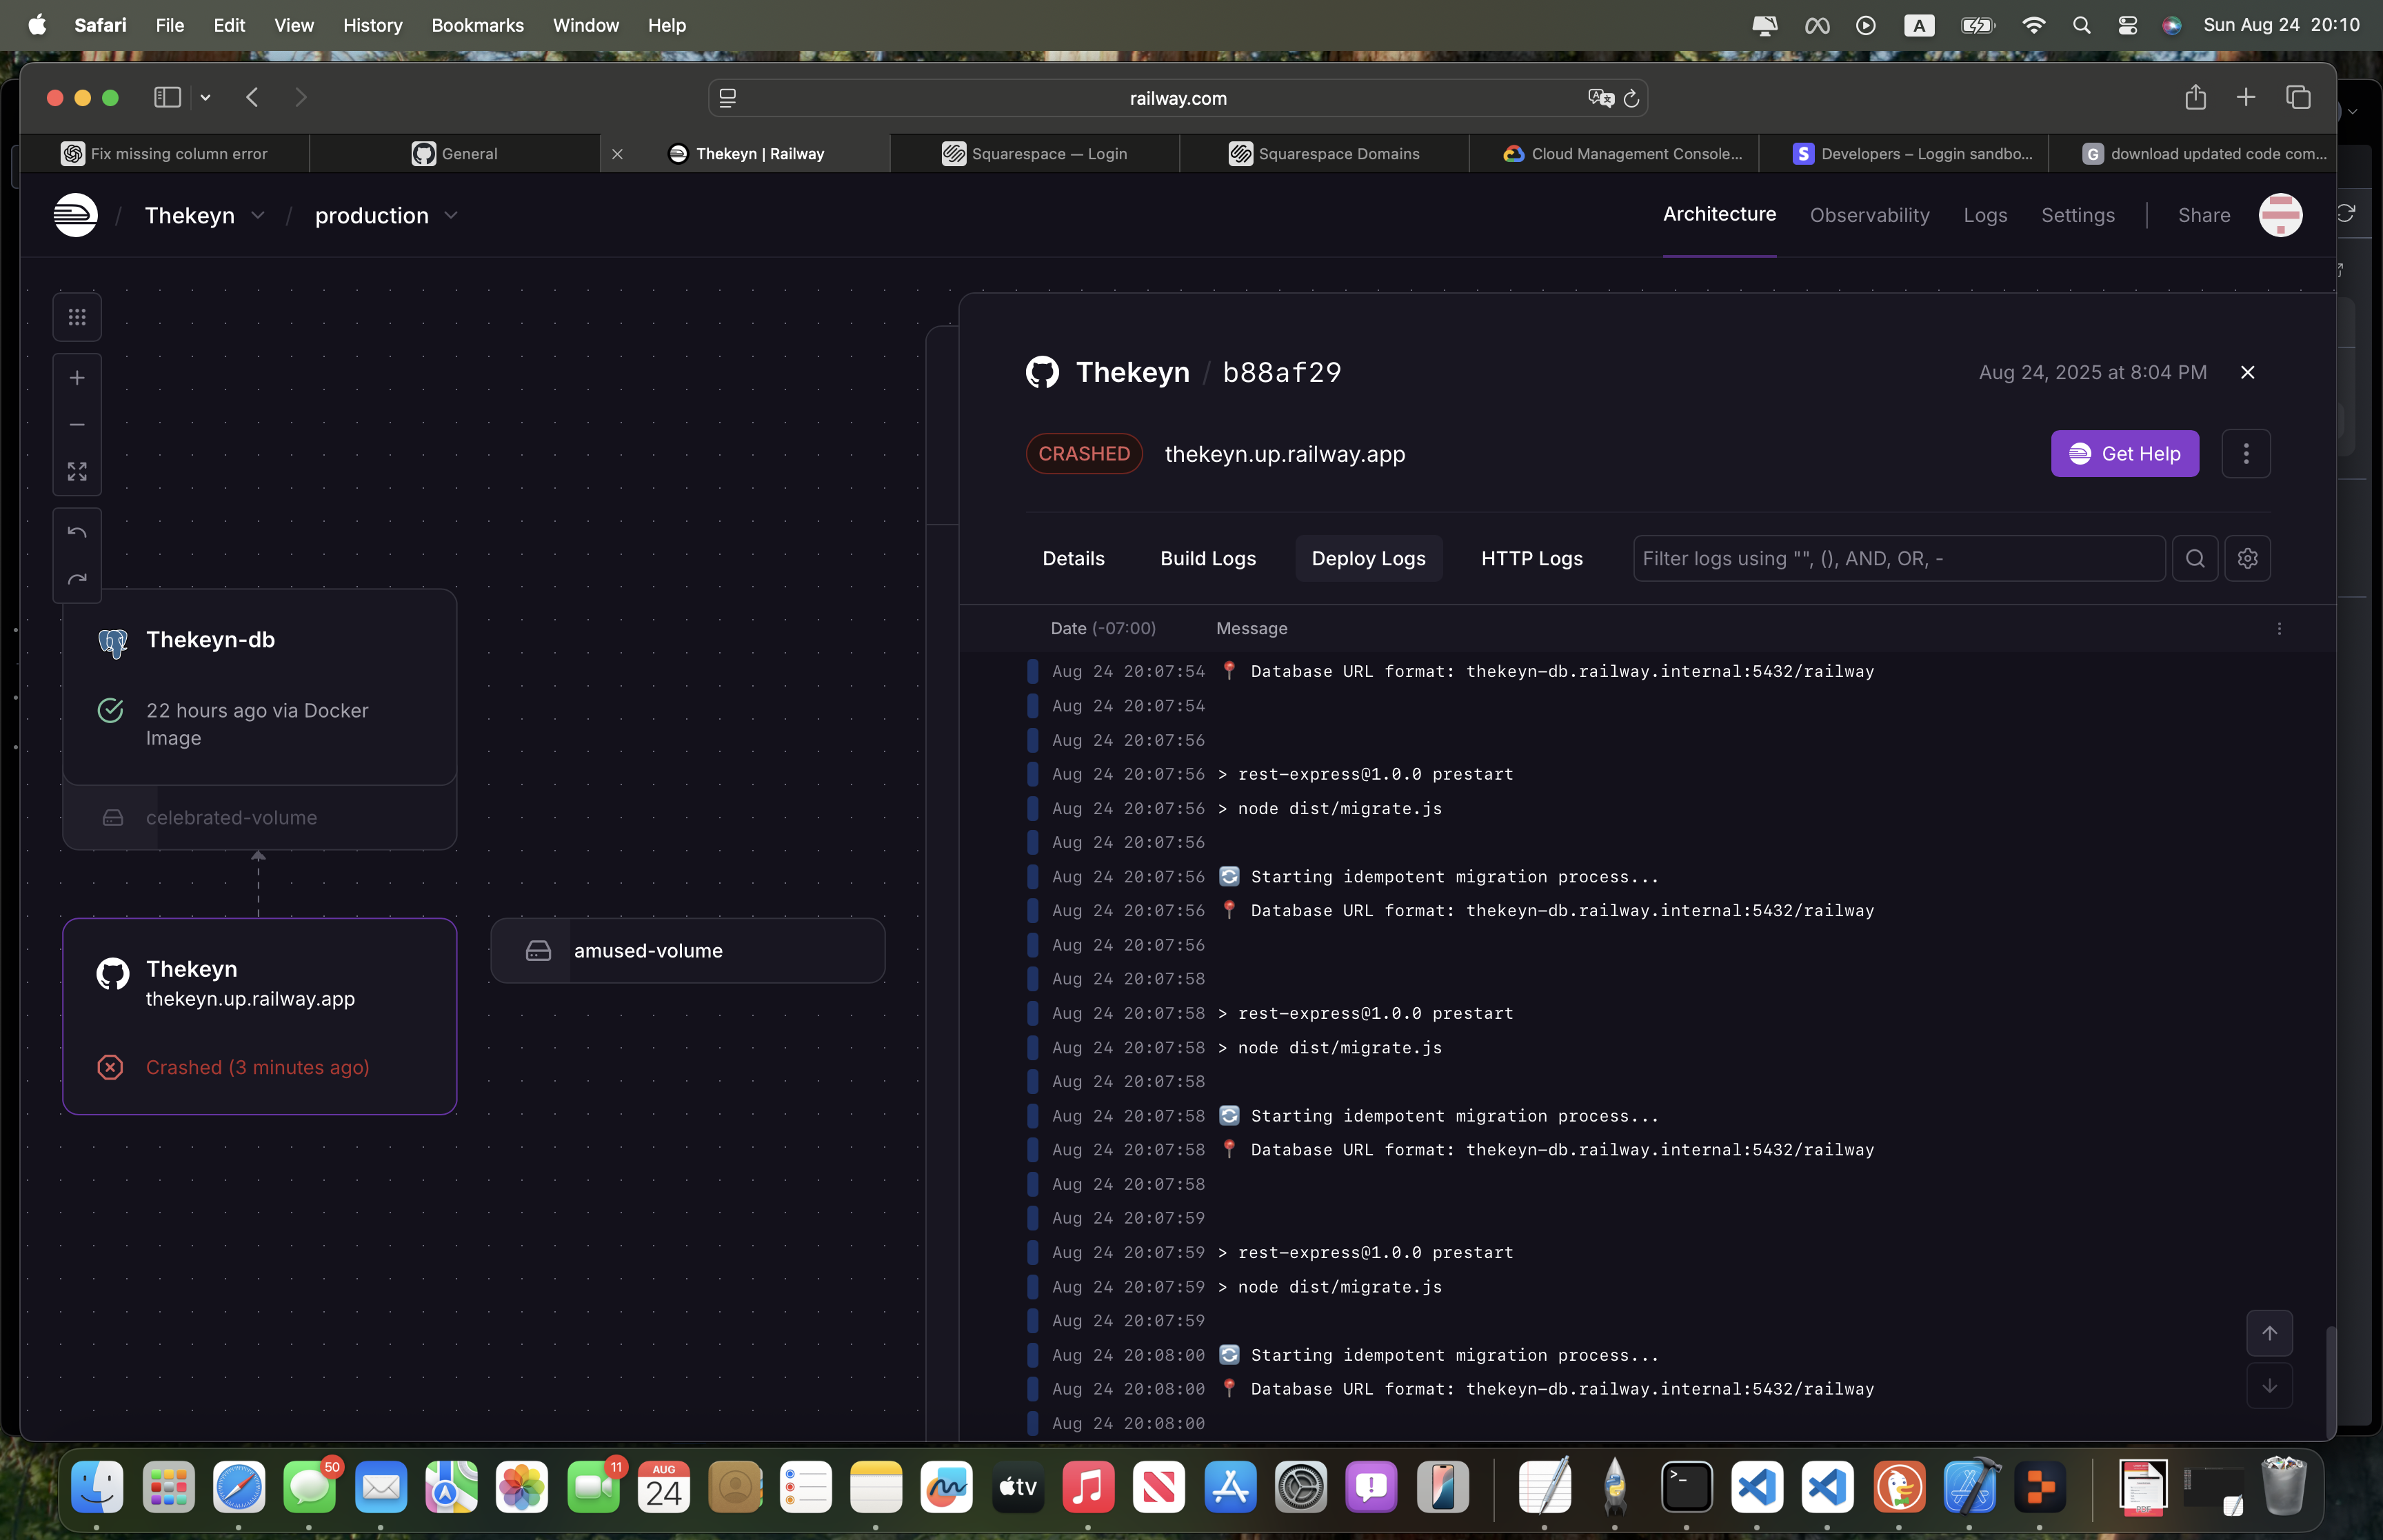 Safari File Edit View History Bookmarks Window Help
A
Sun Aug 24 20:10
railway.com
Fix missing column error
General
Thekeyn | Railway
Squarespace — Login
Squarespace Domains
Cloud Management Console...
S
Developers – Loggin sandbo...
G
download updated code com...
/ Thekeyn / production
Architecture Observability Logs Settings | Share
Thekeyn / b88af29
Aug 24, 2025 at 8:04 PM
CRASHED
thekeyn.up.railway.app
Get Help
Details Build Logs Deploy Logs HTTP Logs
Filter logs using "", (), AND, OR, -
Date (-07:00) Message
Aug 24 20:07:54 📍 Database URL format: thekeyn-db.railway.internal:5432/railway
Aug 24 20:07:54
Aug 24 20:07:56
Aug 24 20:07:56 > rest-express@1.0.0 prestart
Aug 24 20:07:56 > node dist/migrate.js
Aug 24 20:07:56
Aug 24 20:07:56 🔄 Starting idempotent migration process...
Aug 24 20:07:56 📍 Database URL format: thekeyn-db.railway.internal:5432/railway
Aug 24 20:07:56
Aug 24 20:07:58
Aug 24 20:07:58 > rest-express@1.0.0 prestart
Aug 24 20:07:58 > node dist/migrate.js
Aug 24 20:07:58
Aug 24 20:07:58 🔄 Starting idempotent migration process...
Aug 24 20:07:58 📍 Database URL format: thekeyn-db.railway.internal:5432/railway
Aug 24 20:07:58
Aug 24 20:07:59
Aug 24 20:07:59 > rest-express@1.0.0 prestart
Aug 24 20:07:59 > node dist/migrate.js
Aug 24 20:07:59
Aug 24 20:08:00 🔄 Starting idempotent migration process...
Aug 24 20:08:00 📍 Database URL format: thekeyn-db.railway.internal:5432/railway
Aug 24 20:08:00
Thekeyn-db
22 hours ago via Docker
Image
celebrated-volume
Thekeyn
thekeyn.up.railway.app
Crashed (3 minutes ago)
amused-volume
50
11
AUG
24
tv